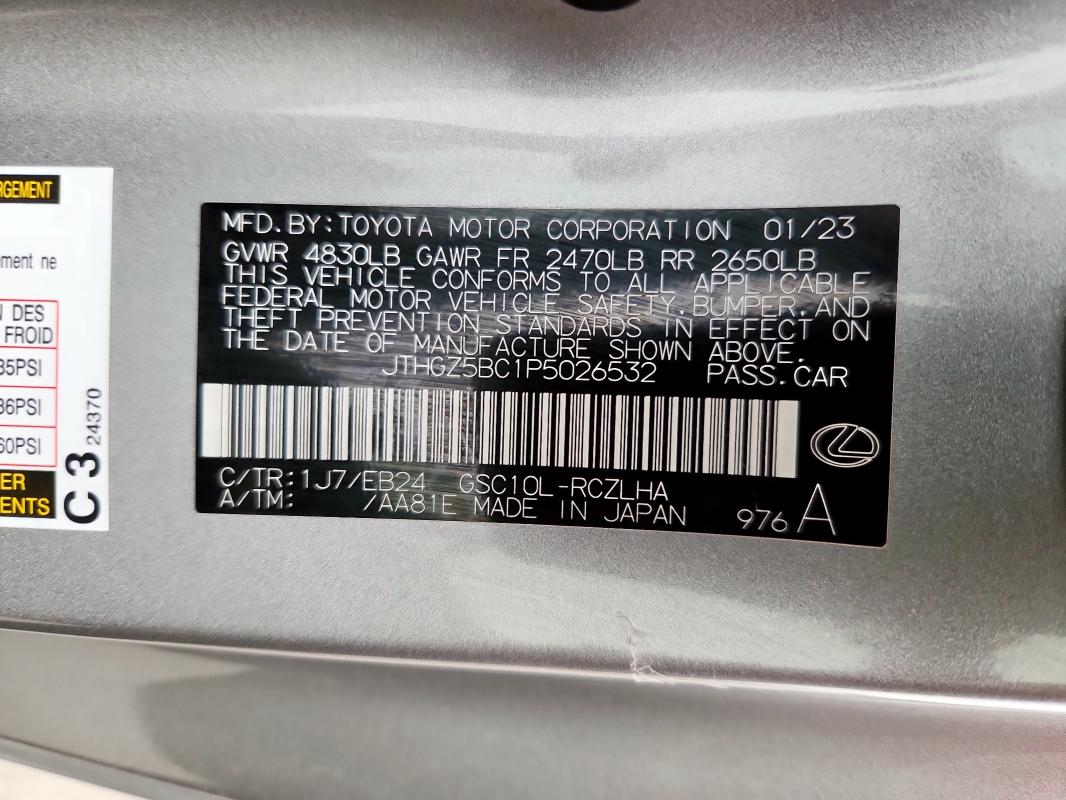 RGEMENT
ment ne
N DES
FROID
35PSI
36PSI
60PSI
ER
ENTS
C 3 24370
MFD.BY:TOYOTA MOTOR CORPORATION 01/23
GVWR 4830LB GAWR FR 2470LB RR 2650LB
THIS VEHICLE CONFORMS TO ALL APPLICABLE
FEDERAL MOTOR VEHICLE SAFETY,BUMPER,AND
THEFT PREVENTION STANDARDS IN EFFECT ON
THE DATE OF MANUFACTURE SHOWN ABOVE.
JTHGZ5BC1P5026532 PASS.CAR
C/TR:1J7/EB24 GSC10L-RCZLHA
A/TM: /AA81E MADE IN JAPAN 976 A